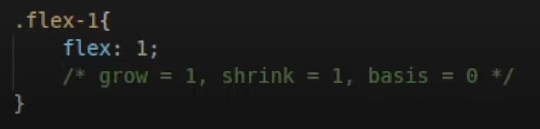 .flex-1{
flex: 1;
/* grow = 1, shrink = 1, basis = 0 */
}